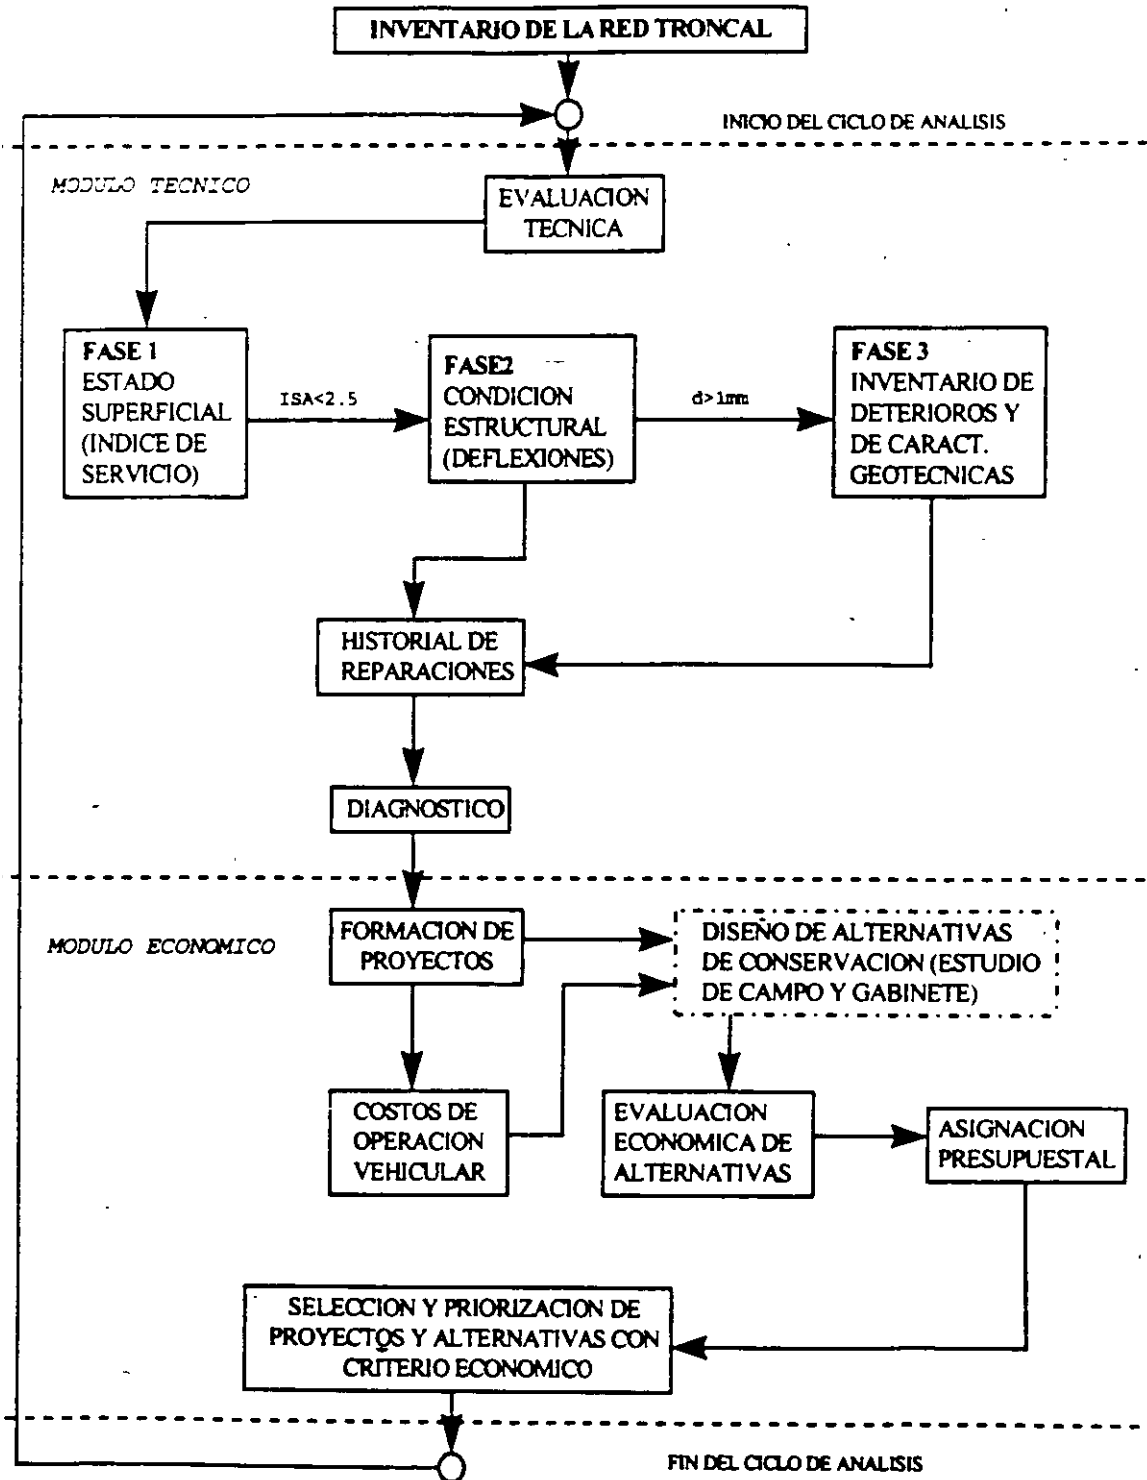 INVENTARIO DE LA RED TRONCAL
INICIO DEL CICLO DE ANALISIS
MODULO TECNICO
EVALUACION
TECNICA
FASE 1
ESTADO
SUPERFICIAL
(INDICE DE
SERVICIO)
ISA<2.5
FASE2
CONDICION
ESTRUCTURAL
(DEFLEXIONES)
d>1mm
FASE 3
INVENTARIO DE
DETERIOROS Y
DE CARACT.
GEOTECNICAS
HISTORIAL DE
REPARACIONES
DIAGNOSTICO
MODULO ECONOMICO
FORMACION DE
PROYECTOS
DISEÑO DE ALTERNATIVAS
DE CONSERVACION (ESTUDIO
DE CAMPO Y GABINETE)
COSTOS DE
OPERACION
VEHICULAR
EVALUACION
ECONOMICA DE
ALTERNATIVAS
ASIGNACION
PRESUPUESTAL
SELECCION Y PRIORIZACION DE
PROYECTOS Y ALTERNATIVAS CON
CRITERIO ECONOMICO
FIN DEL CICLO DE ANALISIS